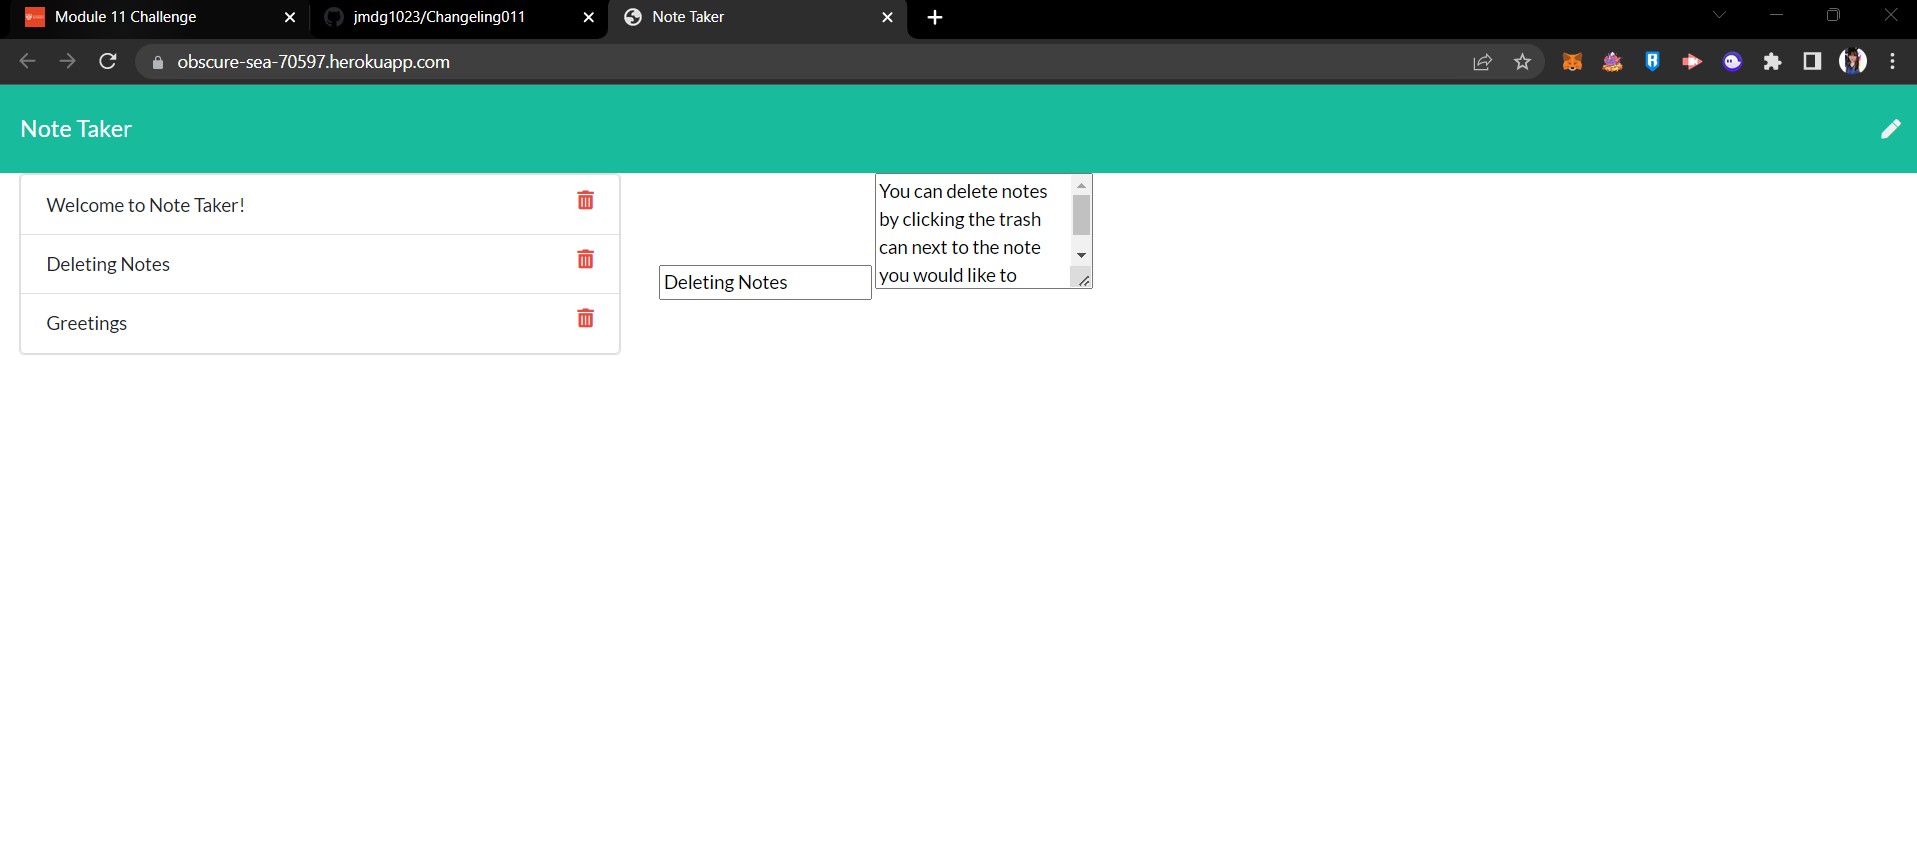 Module 11 Challenge
jmdg1023/Changeling011
Note Taker
obscure-sea-70597.herokuapp.com
Note Taker
Welcome to Note Taker!
Deleting Notes
Greetings
Deleting Notes
You can delete notes
by clicking the trash
can next to the note
you would like to